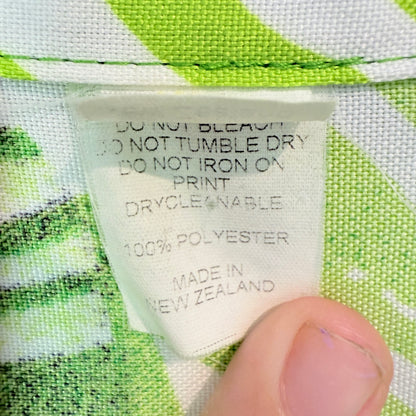 DO NOT BLEACH
DO NOT TUMBLE DRY
DO NOT IRON ON
PRINT
DRYCLEANABLE
100% POLYESTER
MADE IN
NEW ZEALAND